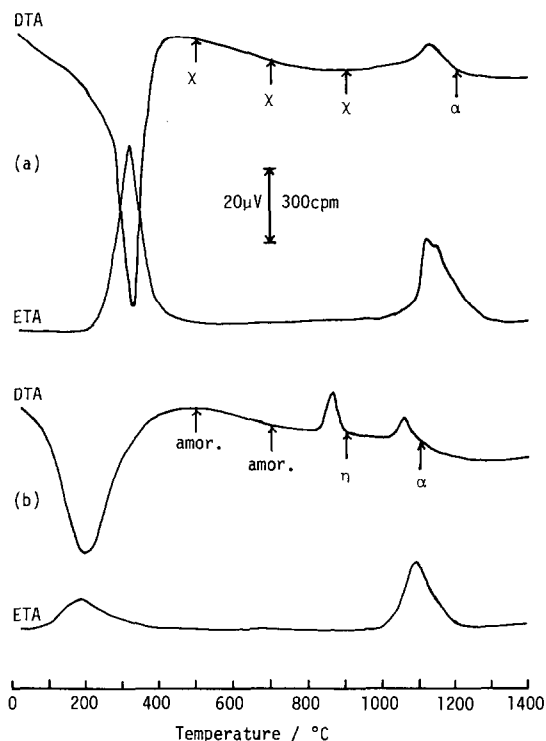 DTA
χ
χ
χ
α
(a)
20μV 300cpm
ETA
DTA
amor.
amor.
η
α
(b)
ETA
0 200 400 600 800 1000 1200 1400
Temperature / °C